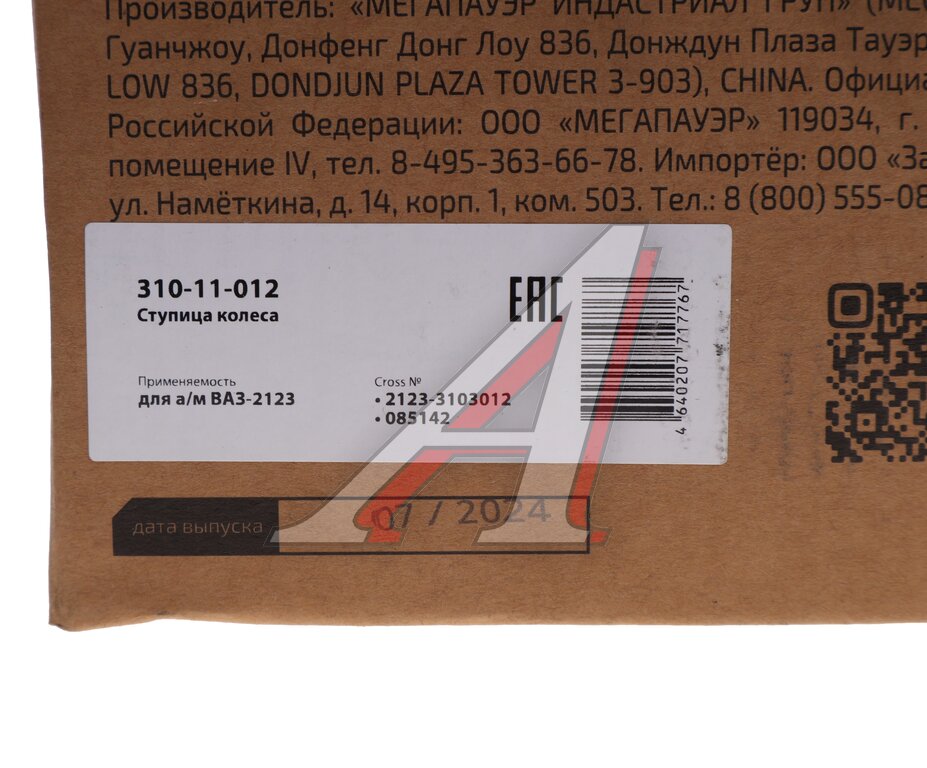 Производитель: «МЕГАПАУЭР ИНДАСТРИАЛ ГРУП»
Гуанчжоу, Донфенг Донг Лоу 836, Донждун Плаза Тауэр
LOW 836, DONDJUN PLAZA TOWER 3-903), CHINA.
Российской Федерации: ООО «МЕГАПАУЭР» 119034, г.
помещение IV, тел. 8-495-363-66-78. Импортёр: ООО
ул. Намёткина, д. 14, корп. 1, ком. 503. Тел.: 8 (800) 555-08
310-11-012
Ступица колеса
EAC
Применяемость
для а/м ВАЗ-2123
Cross №
• 2123-3103012
• 085142
4 640207 717767
дата выпуска
07 / 2024